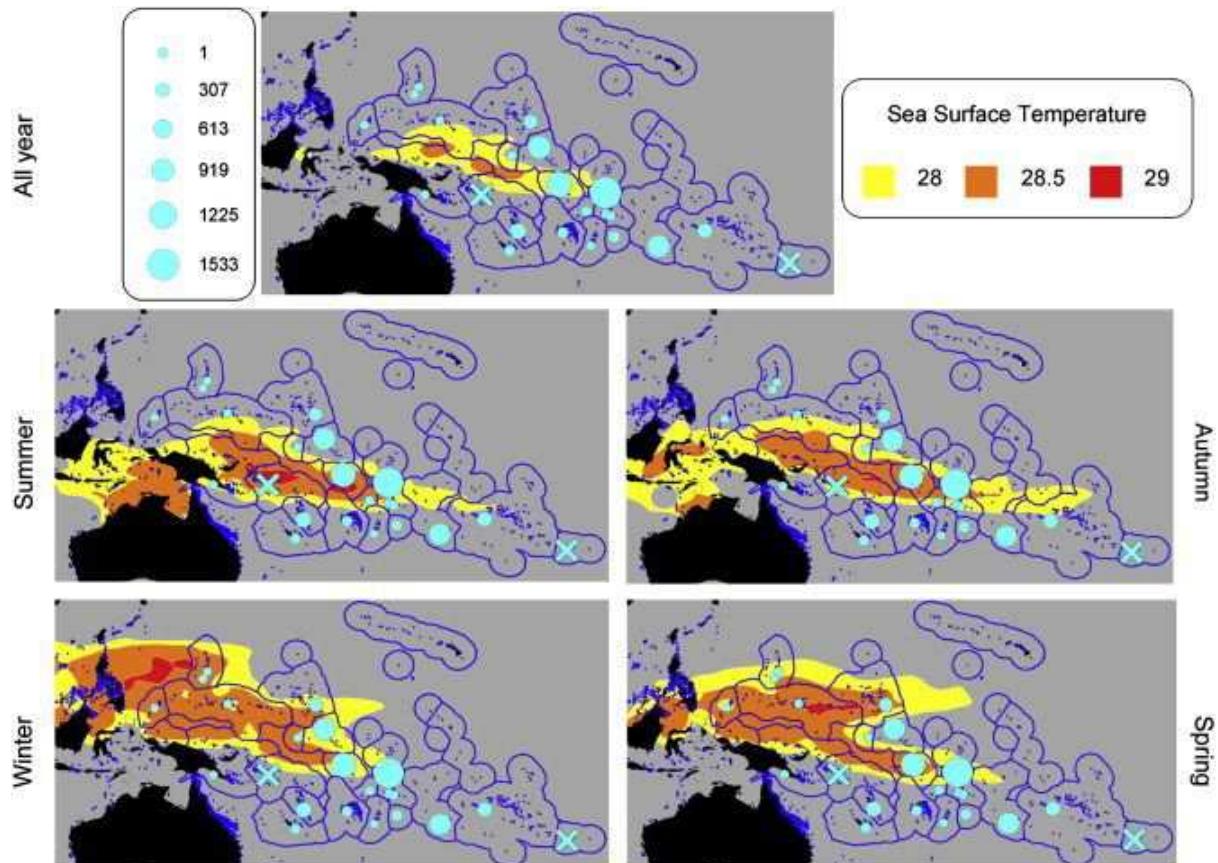 All year
1
307
613
919
1225
1533
Sea Surface Temperature
28 28.5 29
Summer
Autumn
Winter
Spring